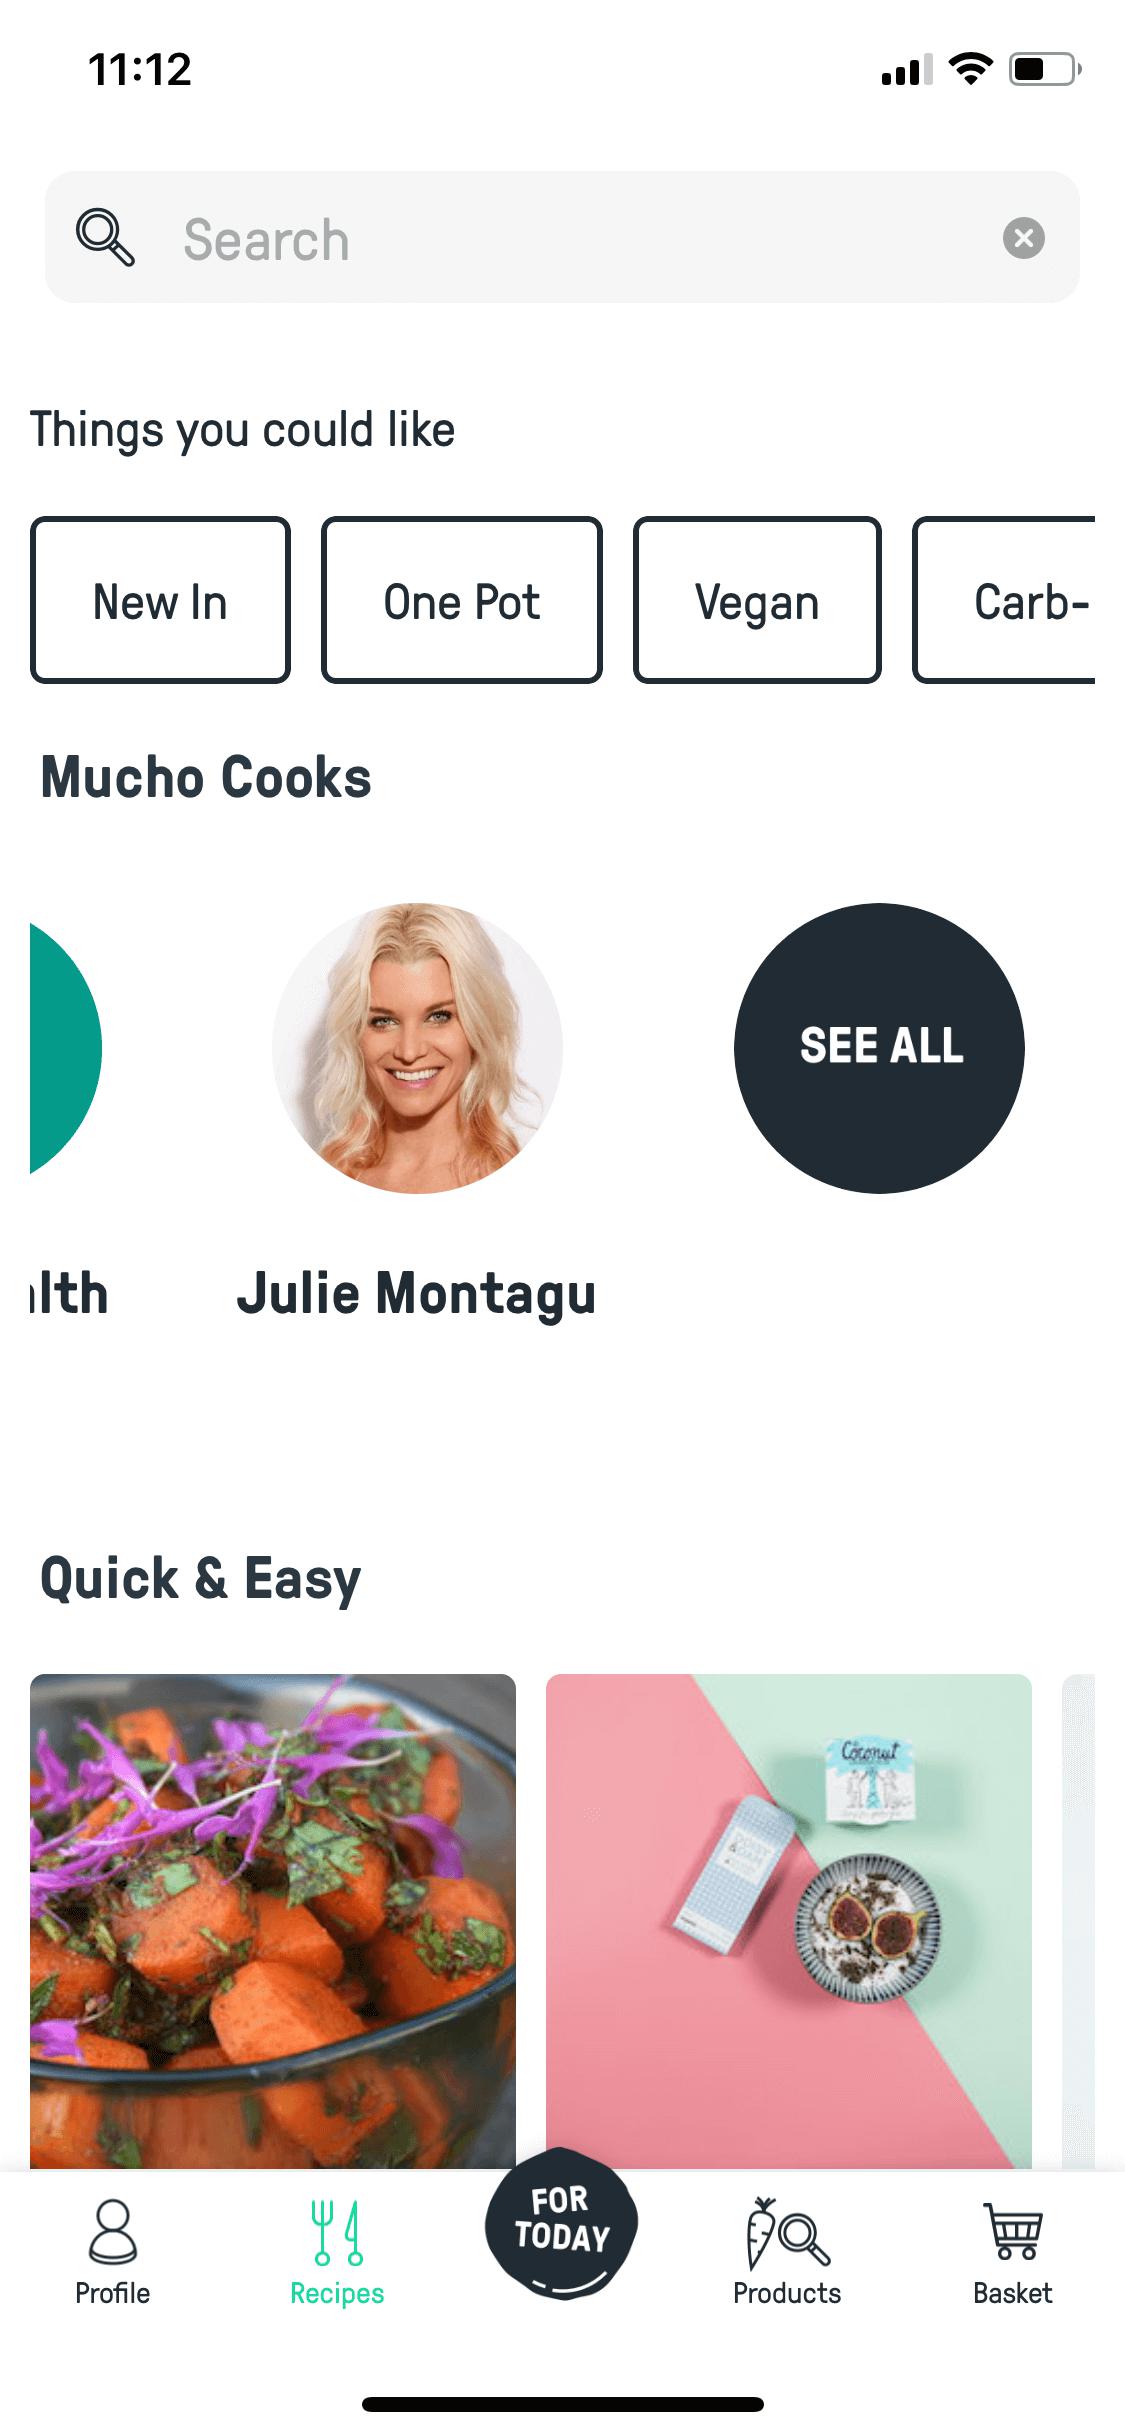 11:12
Search
Things you could like
New In
One Pot
Vegan
Carb-
Mucho Cooks
SEE ALL
lth
Julie Montagu
Quick & Easy
Coconut
FOR
TODAY
Profile
Recipes
Products
Basket